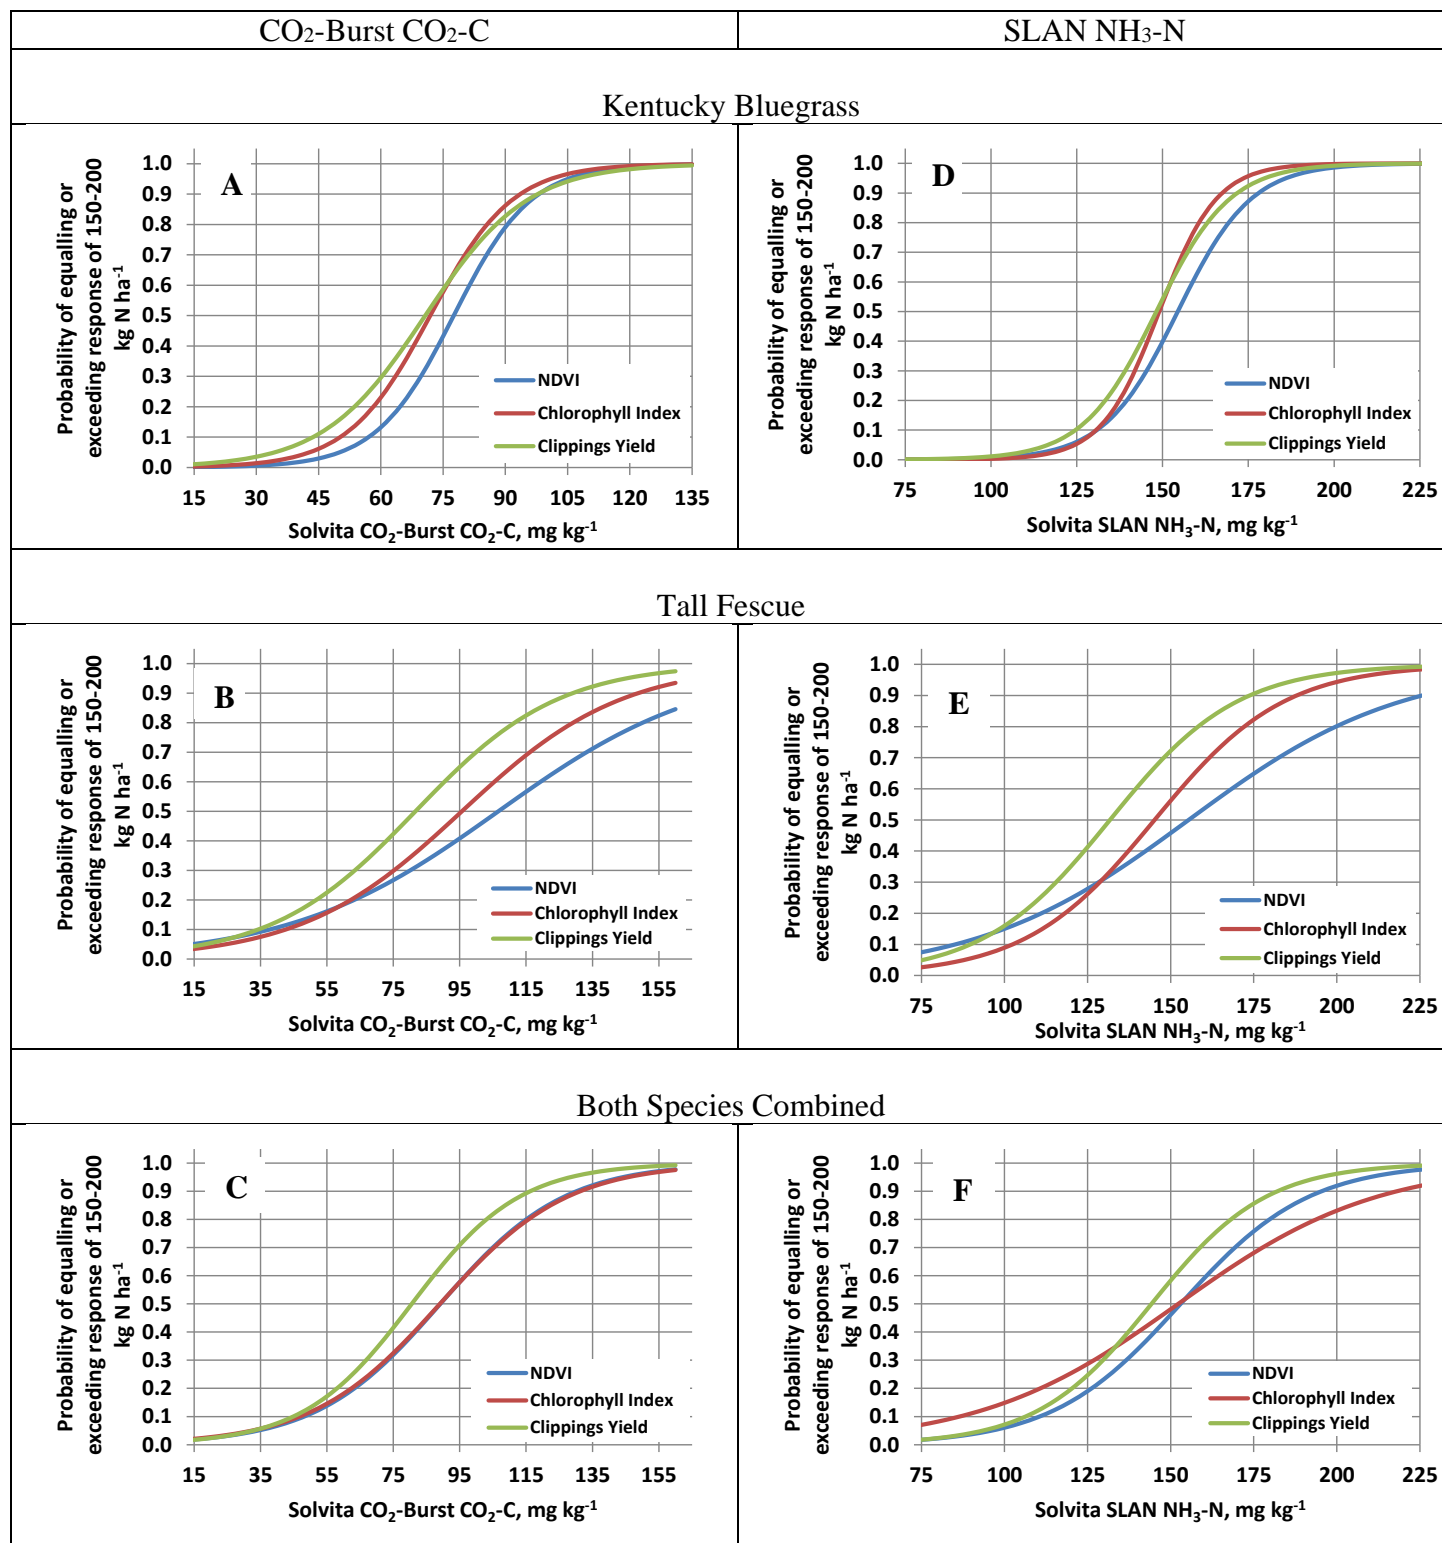 CO₂-Burst CO₂-C
SLAN NH₃-N
Kentucky Bluegrass
Probability of equalling or
exceeding response of 150-200
kg N ha⁻¹
1.0
0.9
0.8
0.7
0.6
0.5
0.4
0.3
0.2
0.1
0.0
A
NDVI
Chlorophyll Index
Clippings Yield
15 30 45 60 75 90 105 120 135
Solvita CO₂-Burst CO₂-C, mg kg⁻¹
Probability of equalling or
exceeding response of 150-200
kg N ha⁻¹
1.0
0.9
0.8
0.7
0.6
0.5
0.4
0.3
0.2
0.1
0.0
D
NDVI
Chlorophyll Index
Clippings Yield
75 100 125 150 175 200 225
Solvita SLAN NH₃-N, mg kg⁻¹
Tall Fescue
Probability of equalling or
exceeding response of 150-200
kg N ha⁻¹
1.0
0.9
0.8
0.7
0.6
0.5
0.4
0.3
0.2
0.1
0.0
B
NDVI
Chlorophyll Index
Clippings Yield
15 35 55 75 95 115 135 155
Solvita CO₂-Burst CO₂-C, mg kg⁻¹
Probability of equalling or
exceeding response of 150-200
kg N ha⁻¹
1.0
0.9
0.8
0.7
0.6
0.5
0.4
0.3
0.2
0.1
0.0
E
NDVI
Chlorophyll Index
Clippings Yield
75 100 125 150 175 200 225
Solvita SLAN NH₃-N, mg kg⁻¹
Both Species Combined
Probability of equalling or
exceeding response of 150-200
kg N ha⁻¹
1.0
0.9
0.8
0.7
0.6
0.5
0.4
0.3
0.2
0.1
0.0
C
NDVI
Chlorophyll Index
Clippings Yield
15 35 55 75 95 115 135 155
Solvita CO₂-Burst CO₂-C, mg kg⁻¹
Probability of equalling or
exceeding response of 150-200
kg N ha⁻¹
1.0
0.9
0.8
0.7
0.6
0.5
0.4
0.3
0.2
0.1
0.0
F
NDVI
Chlorophyll Index
Clippings Yield
75 100 125 150 175 200 225
Solvita SLAN NH₃-N, mg kg⁻¹